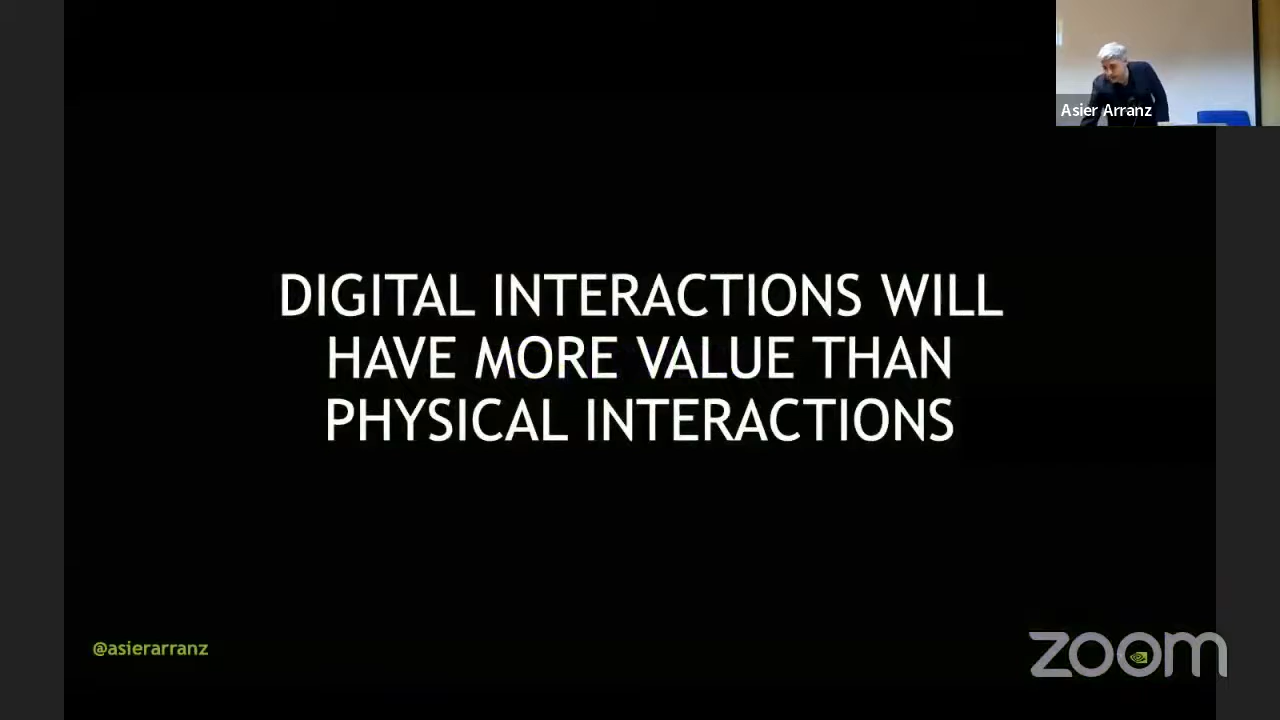 Asier Arranz
DIGITAL INTERACTIONS WILL
HAVE MORE VALUE THAN
PHYSICAL INTERACTIONS
@asierarranz
zoom